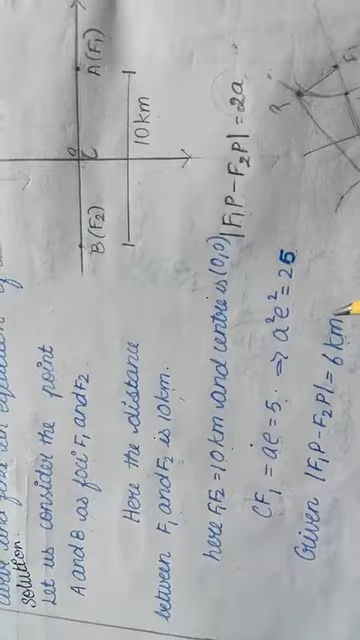 Solution:
Let us consider the point
A and B as foci F₁ and F₂
Here the distance
between F₁ and F₂ is 10km.
B (F₂)
C
A (F₁)
10km
here F₁F₂ = 10km and centre is (0,0) |F₁P - F₂P| = 2a
CF₁ = ae = 5. ⇒ a²e² = 25
Given |F₁P - F₂P| = 6 km